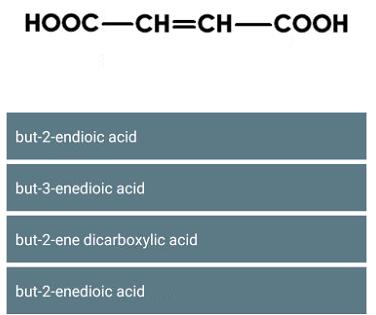 HOOC—CH=CH—COOH
but-2-endioic acid
but-3-enedioic acid
but-2-ene dicarboxylic acid
but-2-enedioic acid